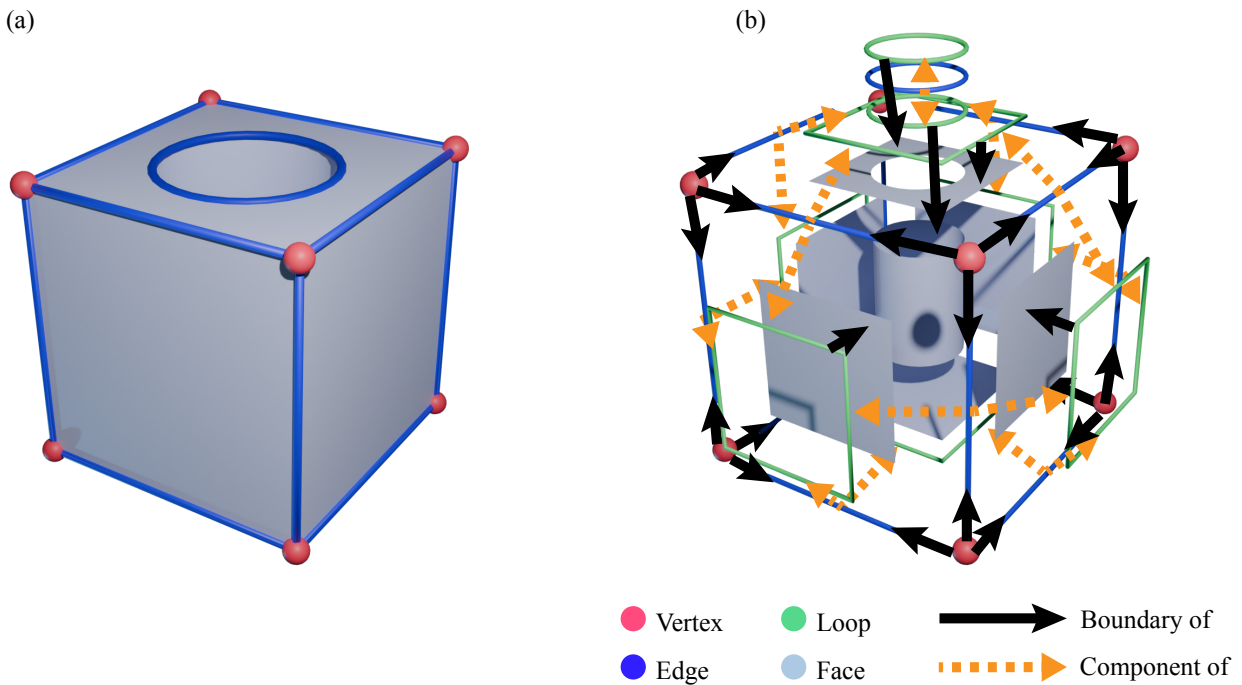 (a)
(b)
Vertex
Loop
Boundary of
Edge
Face
Component of